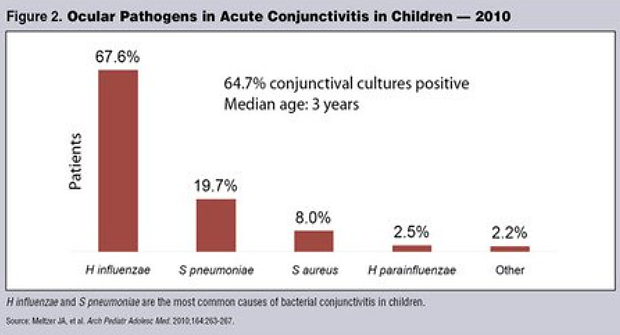 Figure 2. Ocular Pathogens in Acute Conjunctivitis in Children — 2010
67.6%
64.7% conjunctival cultures positive
Median age: 3 years
Patients
19.7%
8.0%
2.5%
2.2%
H influenzae
S pneumoniae
S aureus
H parainfluenzae
Other
H influenzae and S pneumoniae are the most common causes of bacterial conjunctivitis in children.
Source: Meltzer JA, et al. Arch Pediatr Adolesc Med. 2010;164:263-267.